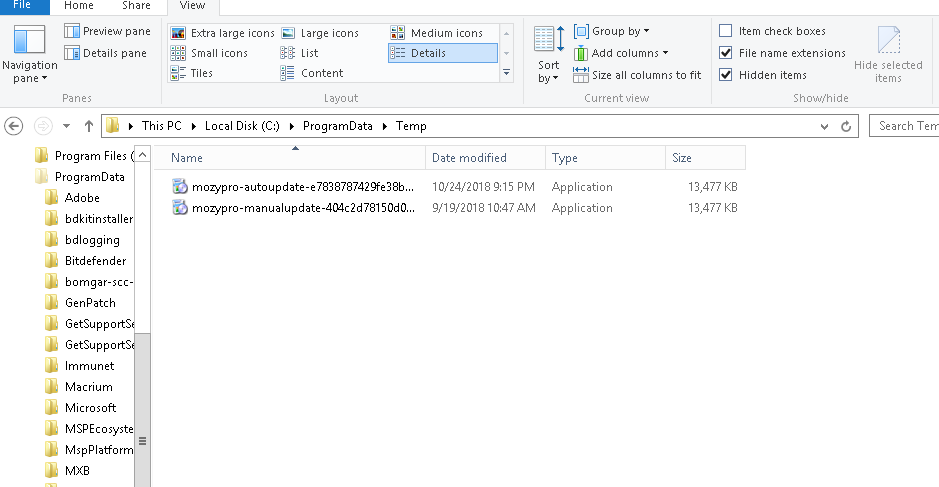 File Home Share View
Preview pane
Details pane
Navigation
pane
Panes
Extra large icons Large icons Medium icons
Small icons List Details
Tiles Content
Layout
Sort
by
Group by
Add columns
Size all columns to fit
Current view
Item check boxes
File name extensions
Hidden items
Hide selected
items
Show/hide
This PC Local Disk (C:) ProgramData Temp
Search Tem
Name Date modified Type Size
mozypro-autoupdate-e7838787429fe38b... 10/24/2018 9:15 PM Application 13,477 KB
mozypro-manualupdate-404c2d78150d0... 9/19/2018 10:47 AM Application 13,477 KB
Program Files (
ProgramData
Adobe
bdkitinstaller
bdlogging
Bitdefender
bomgar-scc-
GenPatch
GetSupportSe
GetSupportSe
Immunet
Macrium
Microsoft
MSPEcosyste
MspPlatform
MXB